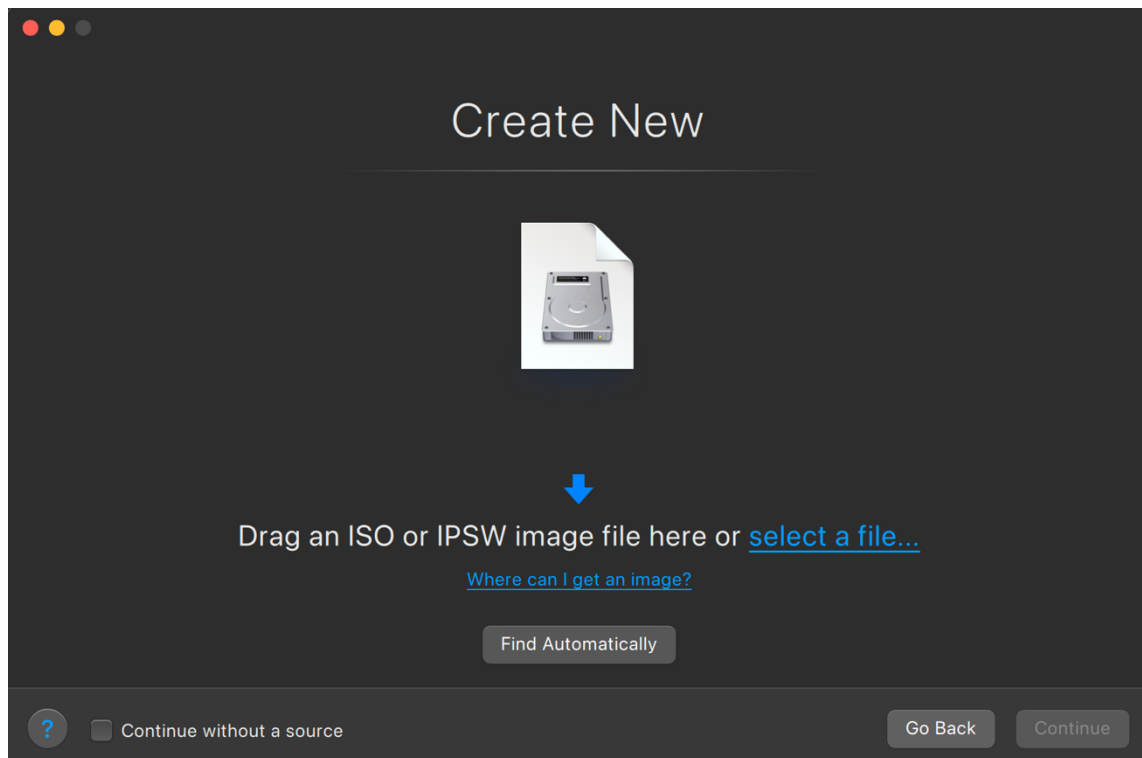 Create New
Drag an ISO or IPSW image file here or select a file...
Where can I get an image?
Find Automatically
?
Continue without a source
Go Back
Continue